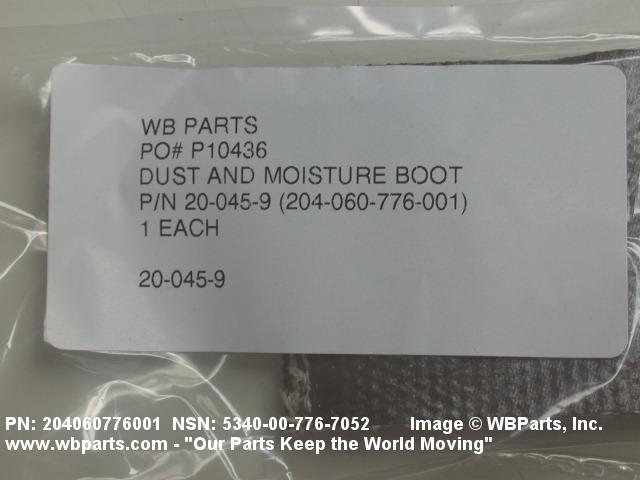 WB PARTS
PO# P10436
DUST AND MOISTURE BOOT
P/N 20-045-9 (204-060-776-001)
1 EACH
20-045-9
PN: 204060776001 NSN: 5340-00-776-7052 Image © WBParts, Inc.
www.wbparts.com - "Our Parts Keep the World Moving"